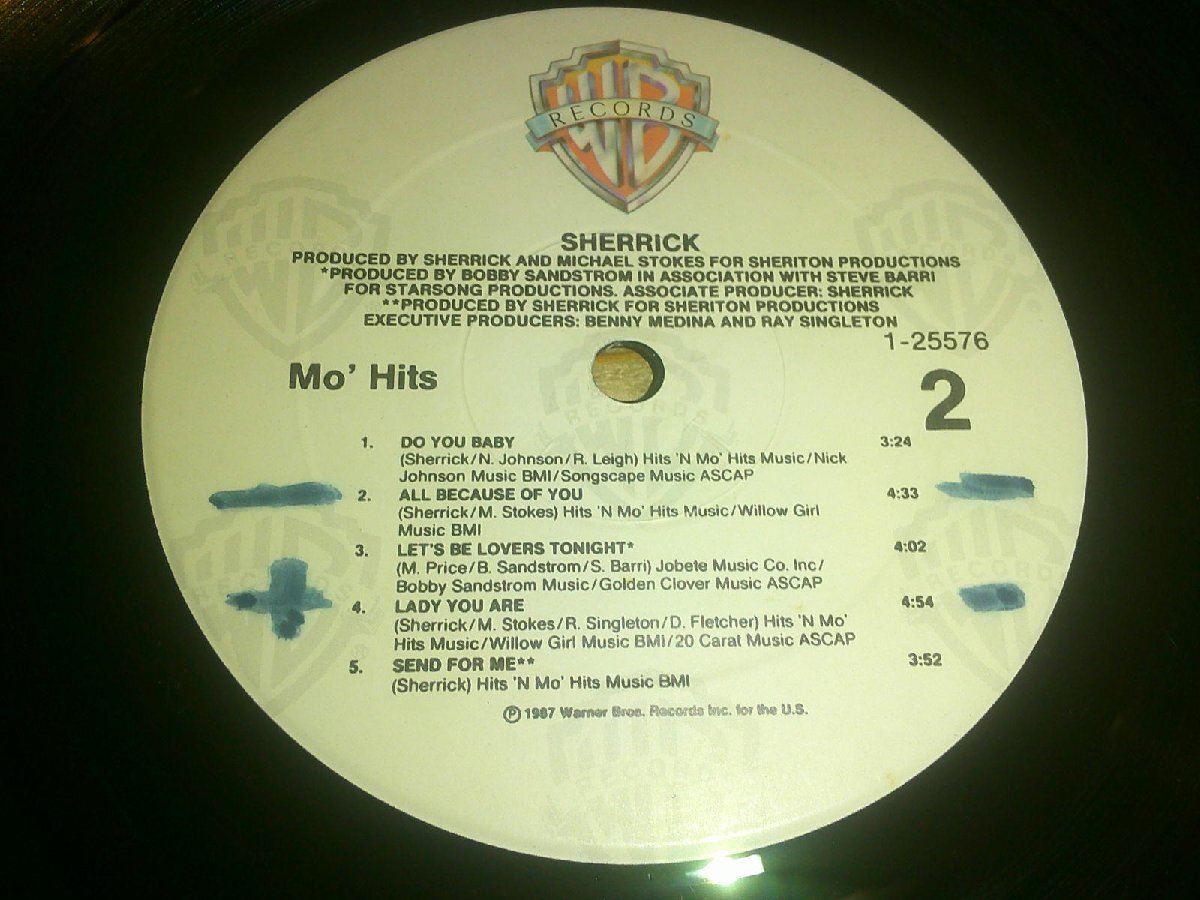 WB
RECORDS
SHERRICK
PRODUCED BY SHERRICK AND MICHAEL STOKES FOR SHERITON PRODUCTIONS
*PRODUCED BY BOBBY SANDSTROM IN ASSOCIATION WITH STEVE BARRI
FOR STARSONG PRODUCTIONS. ASSOCIATE PRODUCER: SHERRICK
**PRODUCED BY SHERRICK FOR SHERITON PRODUCTIONS
EXECUTIVE PRODUCERS: BENNY MEDINA AND RAY SINGLETON
1-25576
Mo' Hits
2
1. DO YOU BABY 3:24
(Sherrick/N. Johnson/R. Leigh) Hits 'N Mo' Hits Music/Nick
Johnson Music BMI/Songscape Music ASCAP
2. ALL BECAUSE OF YOU 4:33
(Sherrick/M. Stokes) Hits 'N Mo' Hits Music/Willow Girl
Music BMI
3. LET'S BE LOVERS TONIGHT* 4:02
(M. Price/B. Sandstrom/S. Barri) Jobete Music Co. Inc/
Bobby Sandstrom Music/Golden Clover Music ASCAP
4. LADY YOU ARE 4:54
(Sherrick/M. Stokes/R. Singleton/D. Fletcher) Hits 'N Mo'
Hits Music/Willow Girl Music BMI/20 Carat Music ASCAP
5. SEND FOR ME** 3:52
(Sherrick) Hits 'N Mo' Hits Music BMI
℗ 1987 Warner Bros. Records Inc. for the U.S.